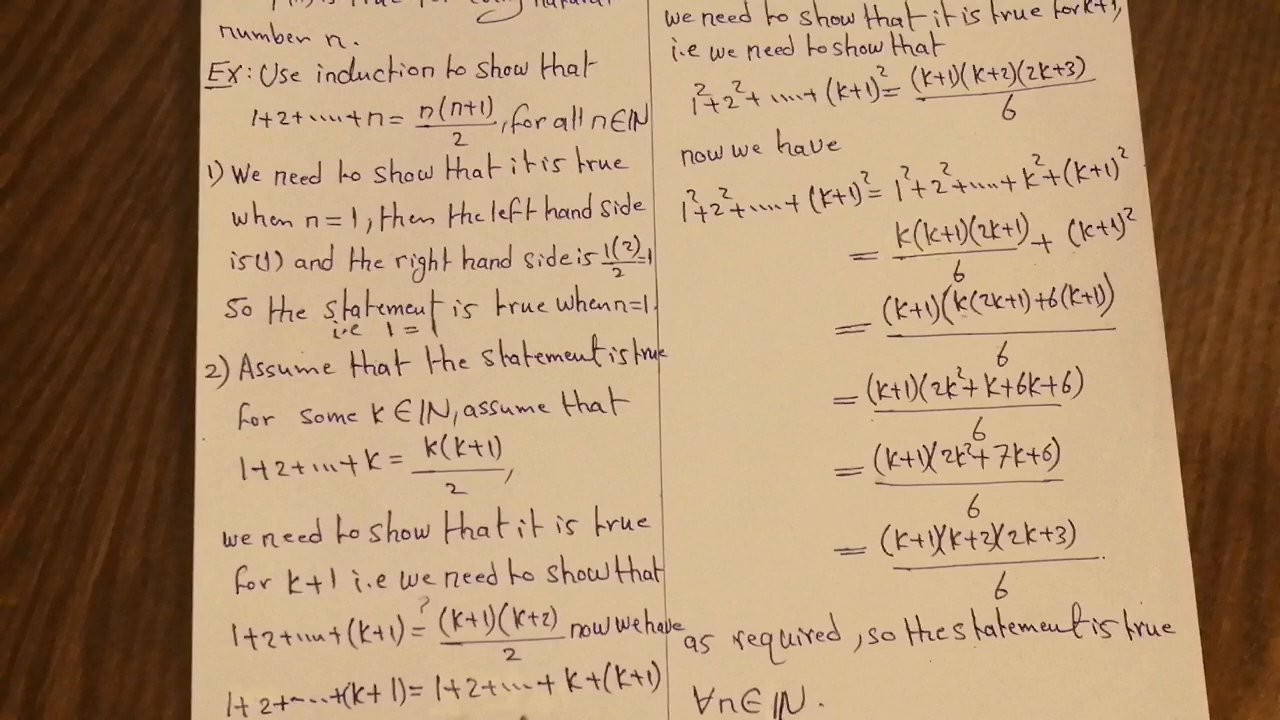 number n.
Ex: Use induction to show that
1+2+....+n = n(n+1)/2, for all n∈ℕ
1) We need to show that it is true
when n=1, then the left hand side
is (1) and the right hand side is 1(2)/2=1
So the statement is true when n=1.
i.e 1 = 1
2) Assume that the statement is true
for some k∈ℕ, assume that
1+2+...+k = k(k+1)/2,
we need to show that it is true
for k+1 i.e we need to show that
1+2+....+(k+1) ?= (k+1)(k+2)/2 now we have
1+2+....+(k+1) = 1+2+....+k+(k+1)
we need to show that it is true for k+1,
i.e we need to show that
1²+2²+....+(k+1)² = (k+1)(k+2)(2k+3)/6
now we have
1²+2²+....+(k+1)² = 1²+2²+....+k²+(k+1)²
= k(k+1)(2k+1)/6 + (k+1)²
= (k+1)(k(2k+1)+6(k+1))/6
= (k+1)(2k²+k+6k+6)/6
= (k+1)(2k²+7k+6)/6
= (k+1)(k+2)(2k+3)/6
as required, so the statement is true
∀n∈ℕ.